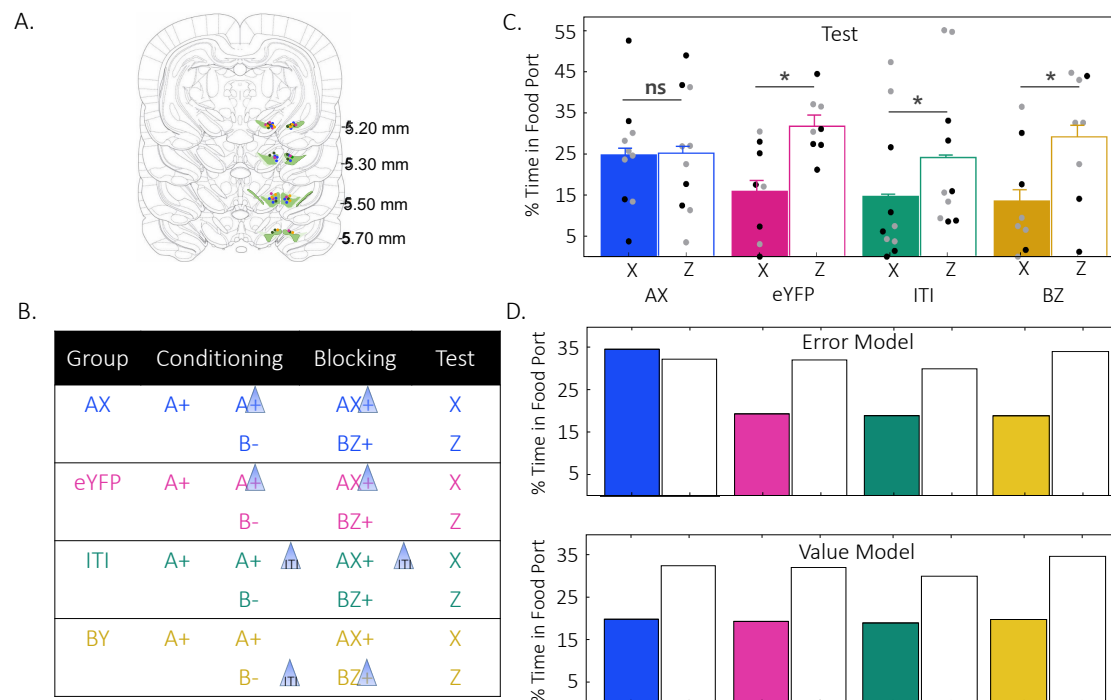 A.
5.20 mm
5.30 mm
5.50 mm
5.70 mm
B.
Group Conditioning Blocking Test
AX A+ A+ AX+ X
B- BZ+ Z
eYFP A+ A+ AX+ X
B- BZ+ Z
ITI A+ A+ ITI AX+ ITI X
B- BZ+ Z
BY A+ A+ AX+ X
B- ITI BZ+ Z
C.
Test
% Time in Food Port
55
45
35
25
15
5
ns * * *
X Z X Z X Z X Z
AX eYFP ITI BZ
D.
Error Model
% Time in Food Port
35
25
15
5
Value Model
% Time in Food Port
35
25
15
5